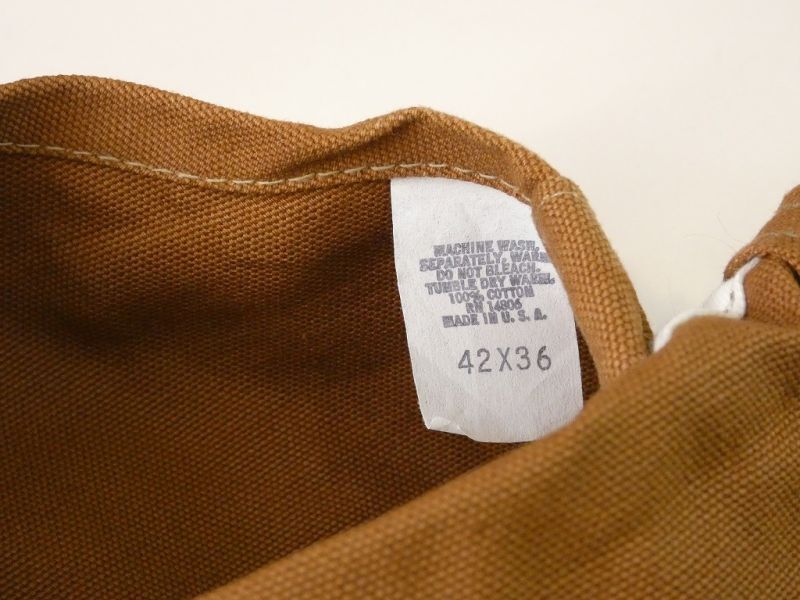 MACHINE WASH,
SEPARATELY, WARM
DO NOT BLEACH.
TUMBLE DRY WARM.
100% COTTON
RN 14806
MADE IN U. S. A.
42X36